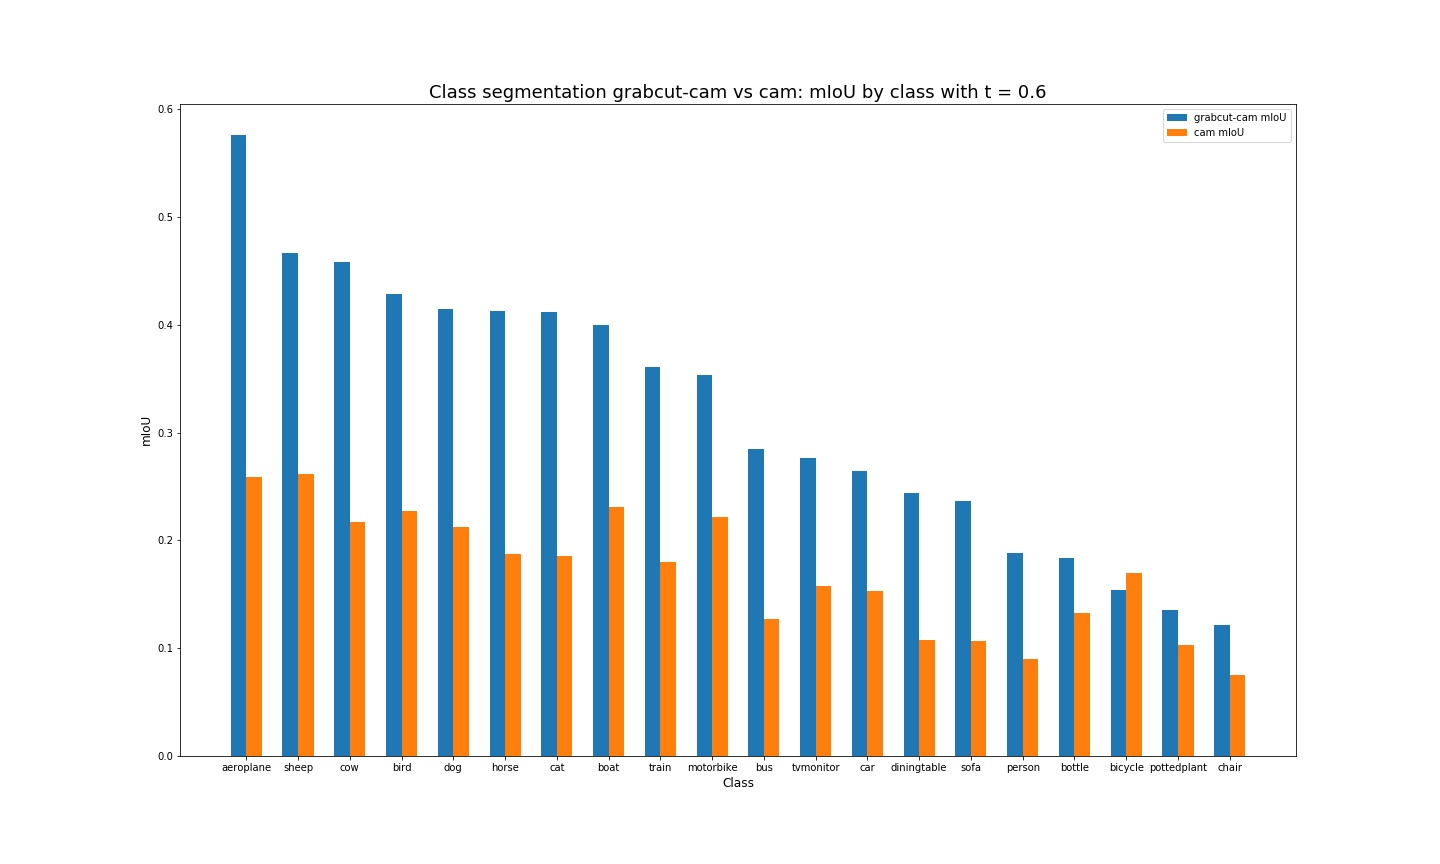 Class segmentation grabcut-cam vs cam: mIoU by class with t = 0.6
grabcut-cam mIoU
cam mIoU
0.6
0.5
0.4
0.3
0.2
0.1
0.0
mIoU
aeroplane sheep cow bird dog horse cat boat train motorbike bus tvmonitor car diningtable sofa person bottle bicycle pottedplant chair
Class